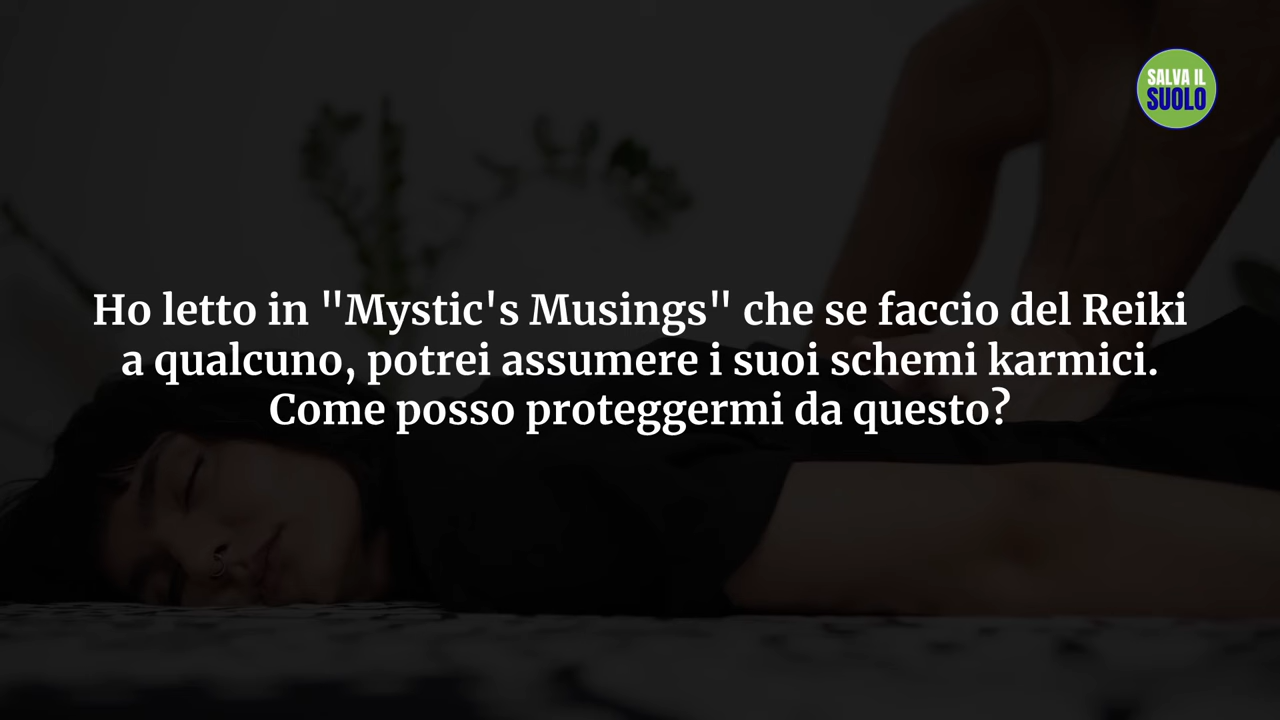 SALVA IL
SUOLO
Ho letto in "Mystic's Musings" che se faccio del Reiki
a qualcuno, potrei assumere i suoi schemi karmici.
Come posso proteggermi da questo?